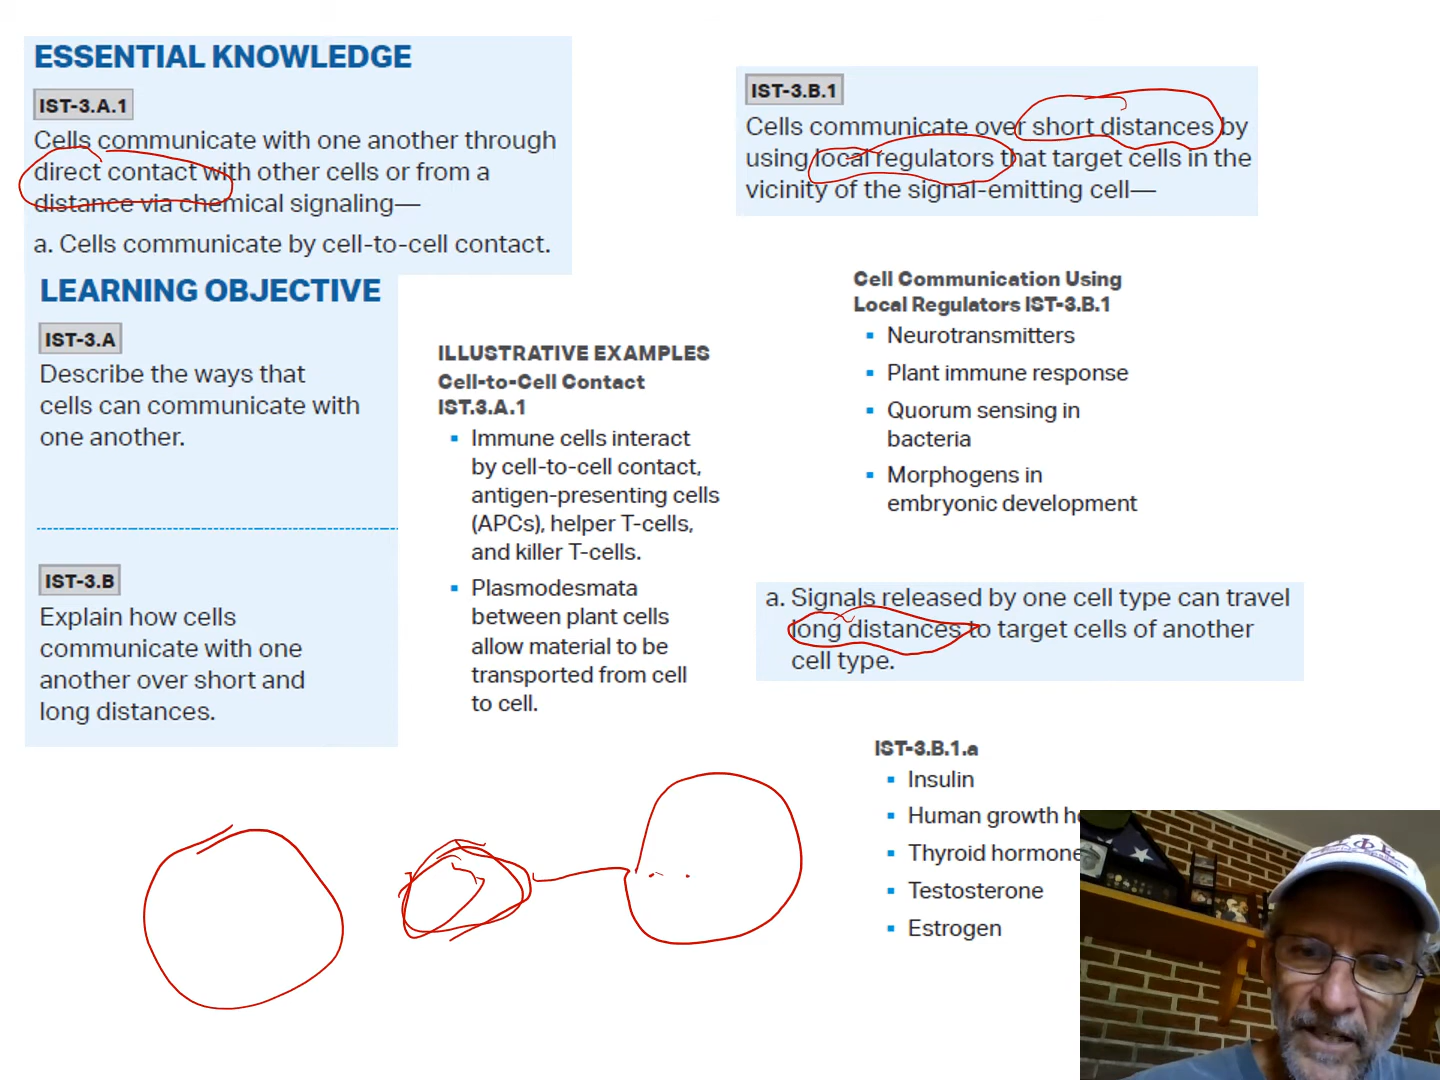 ESSENTIAL KNOWLEDGE
IST-3.A.1
Cells communicate with one another through
direct contact with other cells or from a
distance via chemical signaling—
a. Cells communicate by cell-to-cell contact.
LEARNING OBJECTIVE
IST-3.A
Describe the ways that
cells can communicate with
one another.
IST-3.B
Explain how cells
communicate with one
another over short and
long distances.
ILLUSTRATIVE EXAMPLES
Cell-to-Cell Contact
IST.3.A.1
▪ Immune cells interact
by cell-to-cell contact,
antigen-presenting cells
(APCs), helper T-cells,
and killer T-cells.
▪ Plasmodesmata
between plant cells
allow material to be
transported from cell
to cell.
IST-3.B.1
Cells communicate over short distances by
using local regulators that target cells in the
vicinity of the signal-emitting cell—
Cell Communication Using
Local Regulators IST-3.B.1
▪ Neurotransmitters
▪ Plant immune response
▪ Quorum sensing in
bacteria
▪ Morphogens in
embryonic development
a. Signals released by one cell type can travel
long distances to target cells of another
cell type.
IST-3.B.1.a
▪ Insulin
▪ Human growth
▪ Thyroid hormone
▪ Testosterone
▪ Estrogen